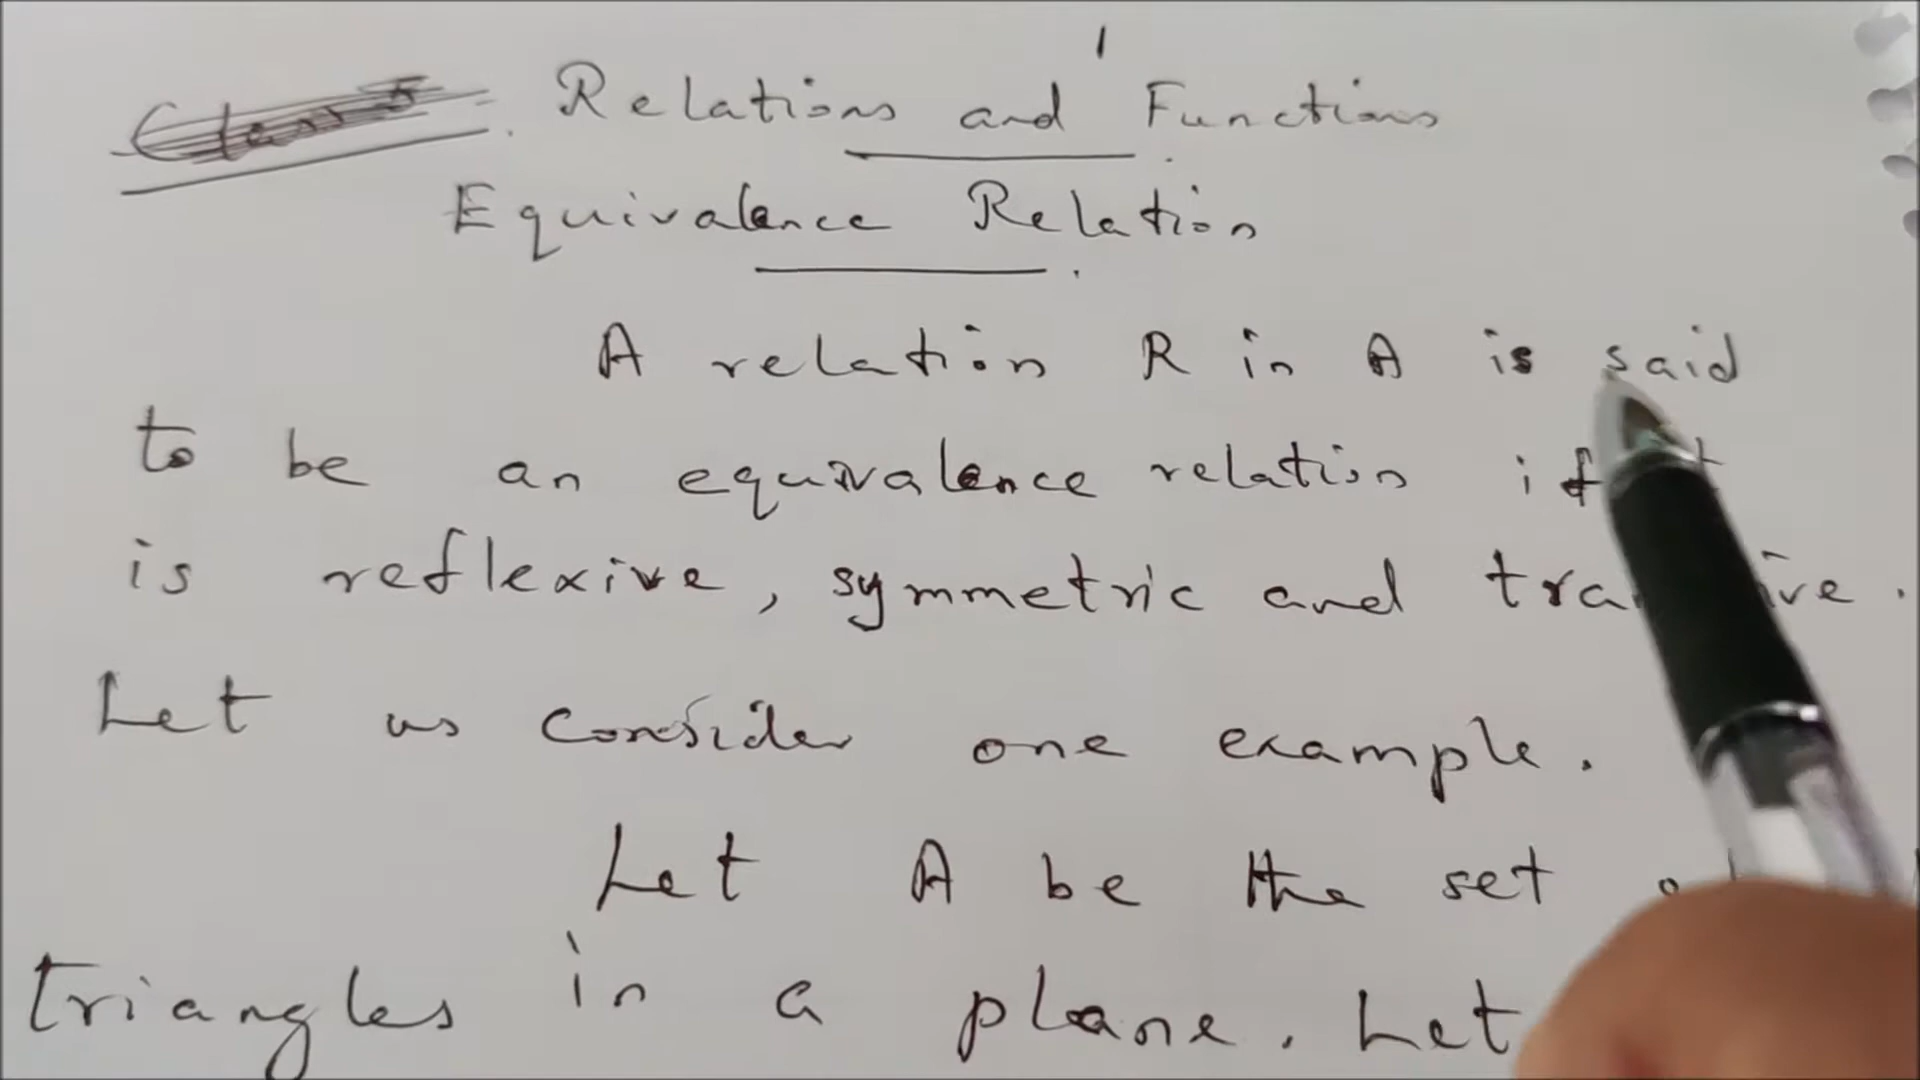 1
Relations and Functions
Equivalence Relation
A relation R in A is said
to be an equivalence relation if
is reflexive, symmetric and
Let us consider one example.
Let A be the set
triangles in a plane. Let